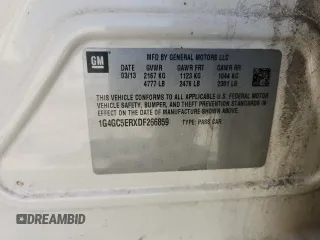 GM
MFD BY GENERAL MOTORS LLC
DATE GVWR GAWR FRT GAWR RR
03/13 2167 KG 1123 KG 1044 KG
4777 LB 2476 LB 2301 LB
THIS VEHICLE CONFORMS TO ALL APPLICABLE U.S. FEDERAL MOTOR
VEHICLE SAFETY, BUMPER, AND THEFT PREVENTION STANDARDS
IN EFFECT ON THE DATE OF MANUFACTURE SHOWN ABOVE.
1G4GC5ERXDF266859 TYPE: PASS CAR
DREAMBID